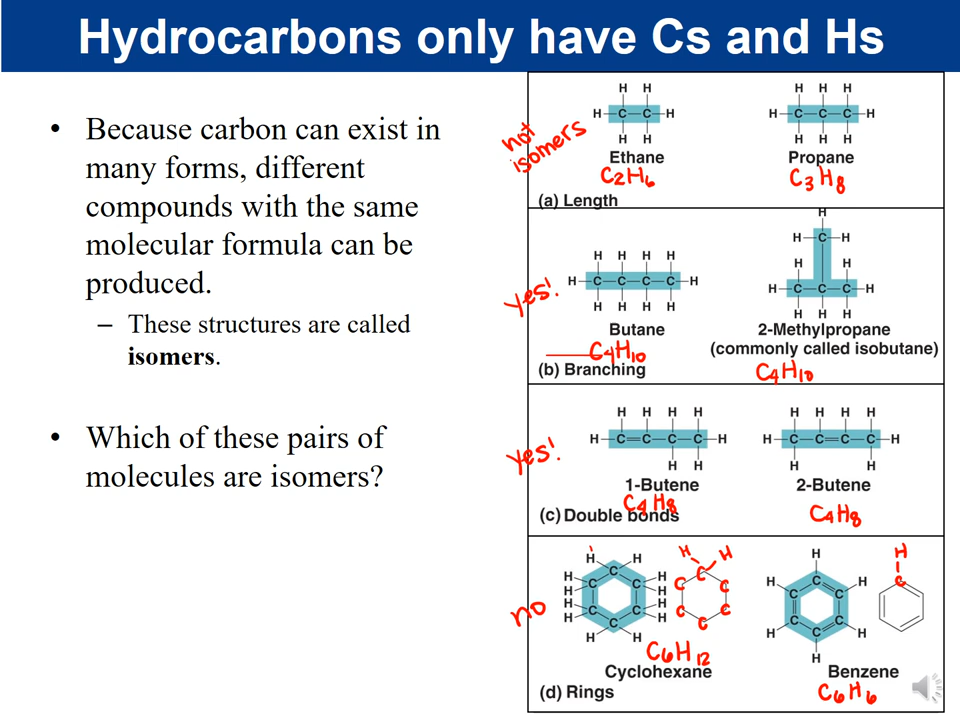 Hydrocarbons only have Cs and Hs
• Because carbon can exist in
many forms, different
compounds with the same
molecular formula can be
produced.
– These structures are called
isomers.
• Which of these pairs of
molecules are isomers?
not
isomers
H H
H C C H
H H
Ethane
C2H6
H H H
H C C C H
H H H
Propane
C3H8
(a) Length
yes!
H H H H
H C C C C H
H H H H
Butane
C4H10
H
H C H
H H
H C C C H
H H H
2-Methylpropane
(commonly called isobutane)
C4H10
(b) Branching
yes!
H H H H
H C C C C H
H H
1-Butene
C4H8
H H H H
H C C C C H
H H
2-Butene
C4H8
(c) Double bonds
no
H H
C
H C C H
H H
H H
H C C H
C
H H
H H
C
C C
C C
C
C6H12
Cyclohexane
H
H C H
C C
C C
H C H
H
H
C
Benzene
C6H6
(d) Rings